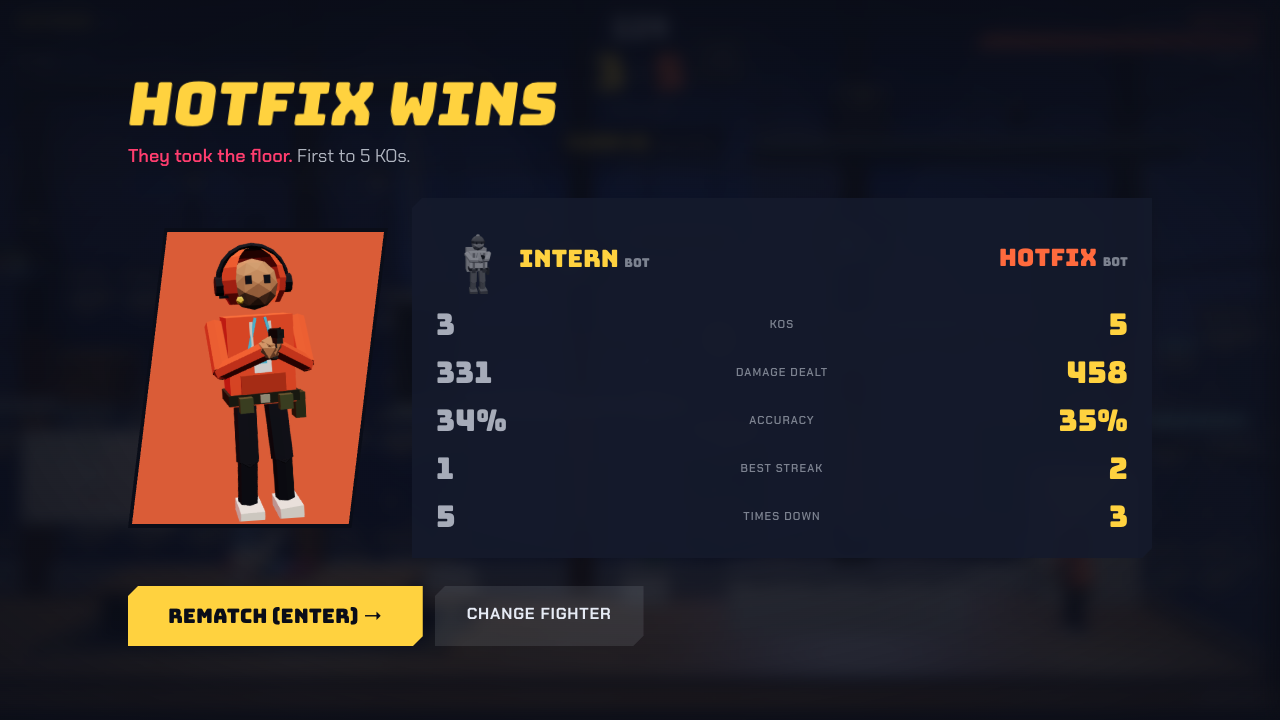 HOTFIX WINS
They took the floor. First to 5 KOs.
INTERN BOT HOTFIX BOT
3 KOS 5
331 DAMAGE DEALT 458
34% ACCURACY 35%
1 BEST STREAK 2
5 TIMES DOWN 3
REMATCH (ENTER) → CHANGE FIGHTER